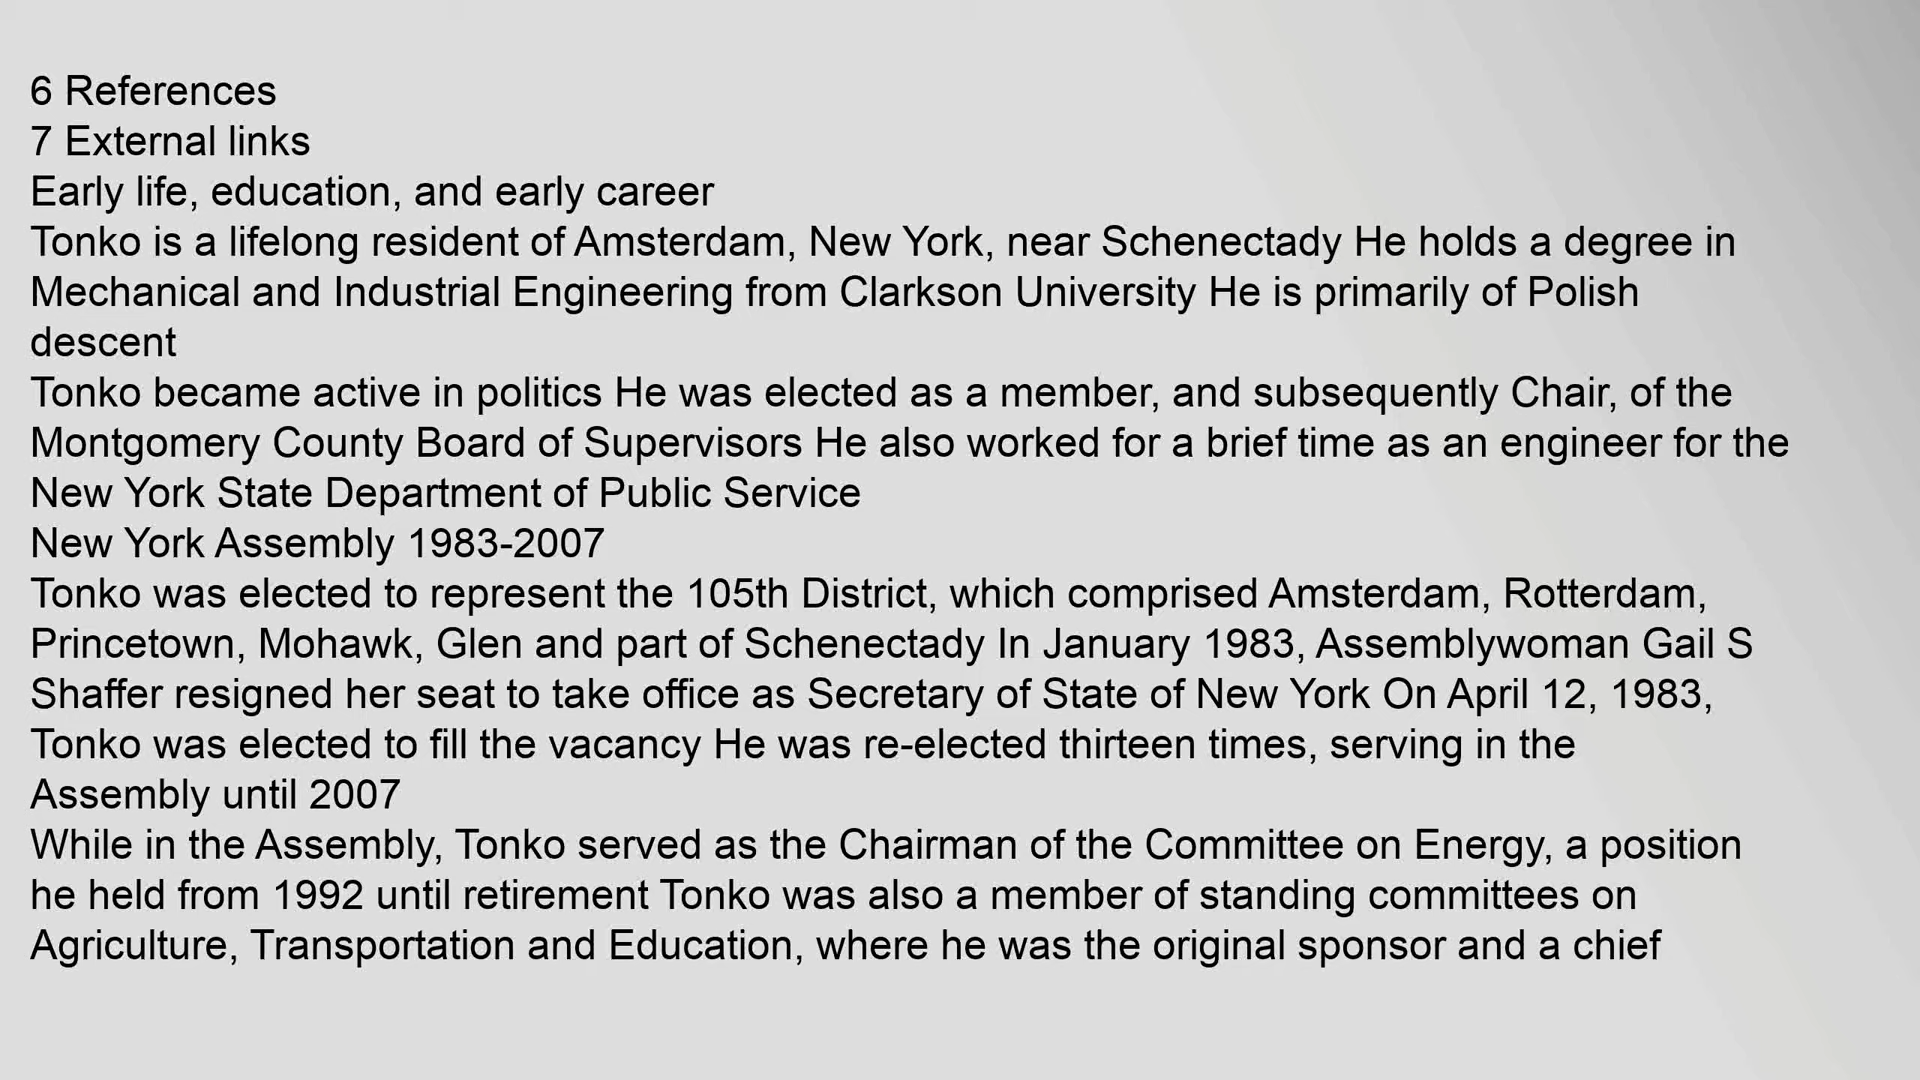 6 References
7 External links
Early life, education, and early career
Tonko is a lifelong resident of Amsterdam, New York, near Schenectady He holds a degree in
Mechanical and Industrial Engineering from Clarkson University He is primarily of Polish
descent
Tonko became active in politics He was elected as a member, and subsequently Chair, of the
Montgomery County Board of Supervisors He also worked for a brief time as an engineer for the
New York State Department of Public Service
New York Assembly 1983-2007
Tonko was elected to represent the 105th District, which comprised Amsterdam, Rotterdam,
Princetown, Mohawk, Glen and part of Schenectady In January 1983, Assemblywoman Gail S
Shaffer resigned her seat to take office as Secretary of State of New York On April 12, 1983,
Tonko was elected to fill the vacancy He was re-elected thirteen times, serving in the
Assembly until 2007
While in the Assembly, Tonko served as the Chairman of the Committee on Energy, a position
he held from 1992 until retirement Tonko was also a member of standing committees on
Agriculture, Transportation and Education, where he was the original sponsor and a chief